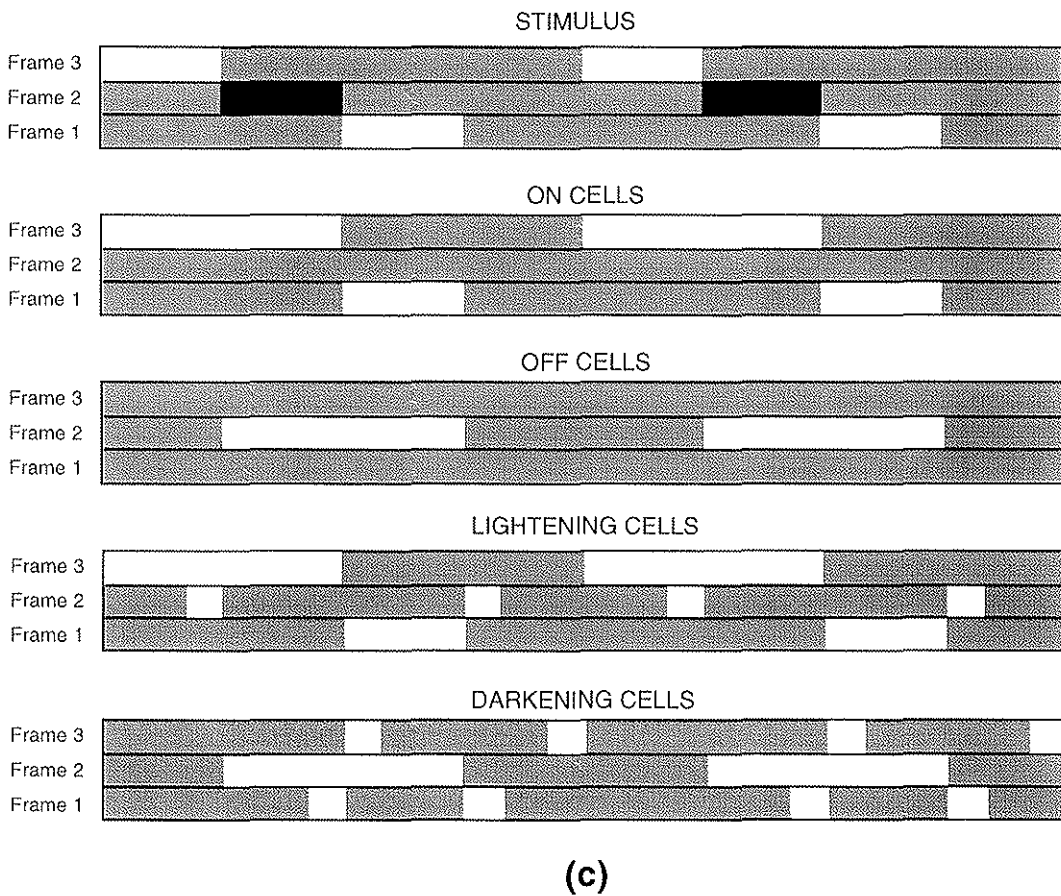 STIMULUS
Frame 3
Frame 2
Frame 1
ON CELLS
Frame 3
Frame 2
Frame 1
OFF CELLS
Frame 3
Frame 2
Frame 1
LIGHTENING CELLS
Frame 3
Frame 2
Frame 1
DARKENING CELLS
Frame 3
Frame 2
Frame 1
(c)